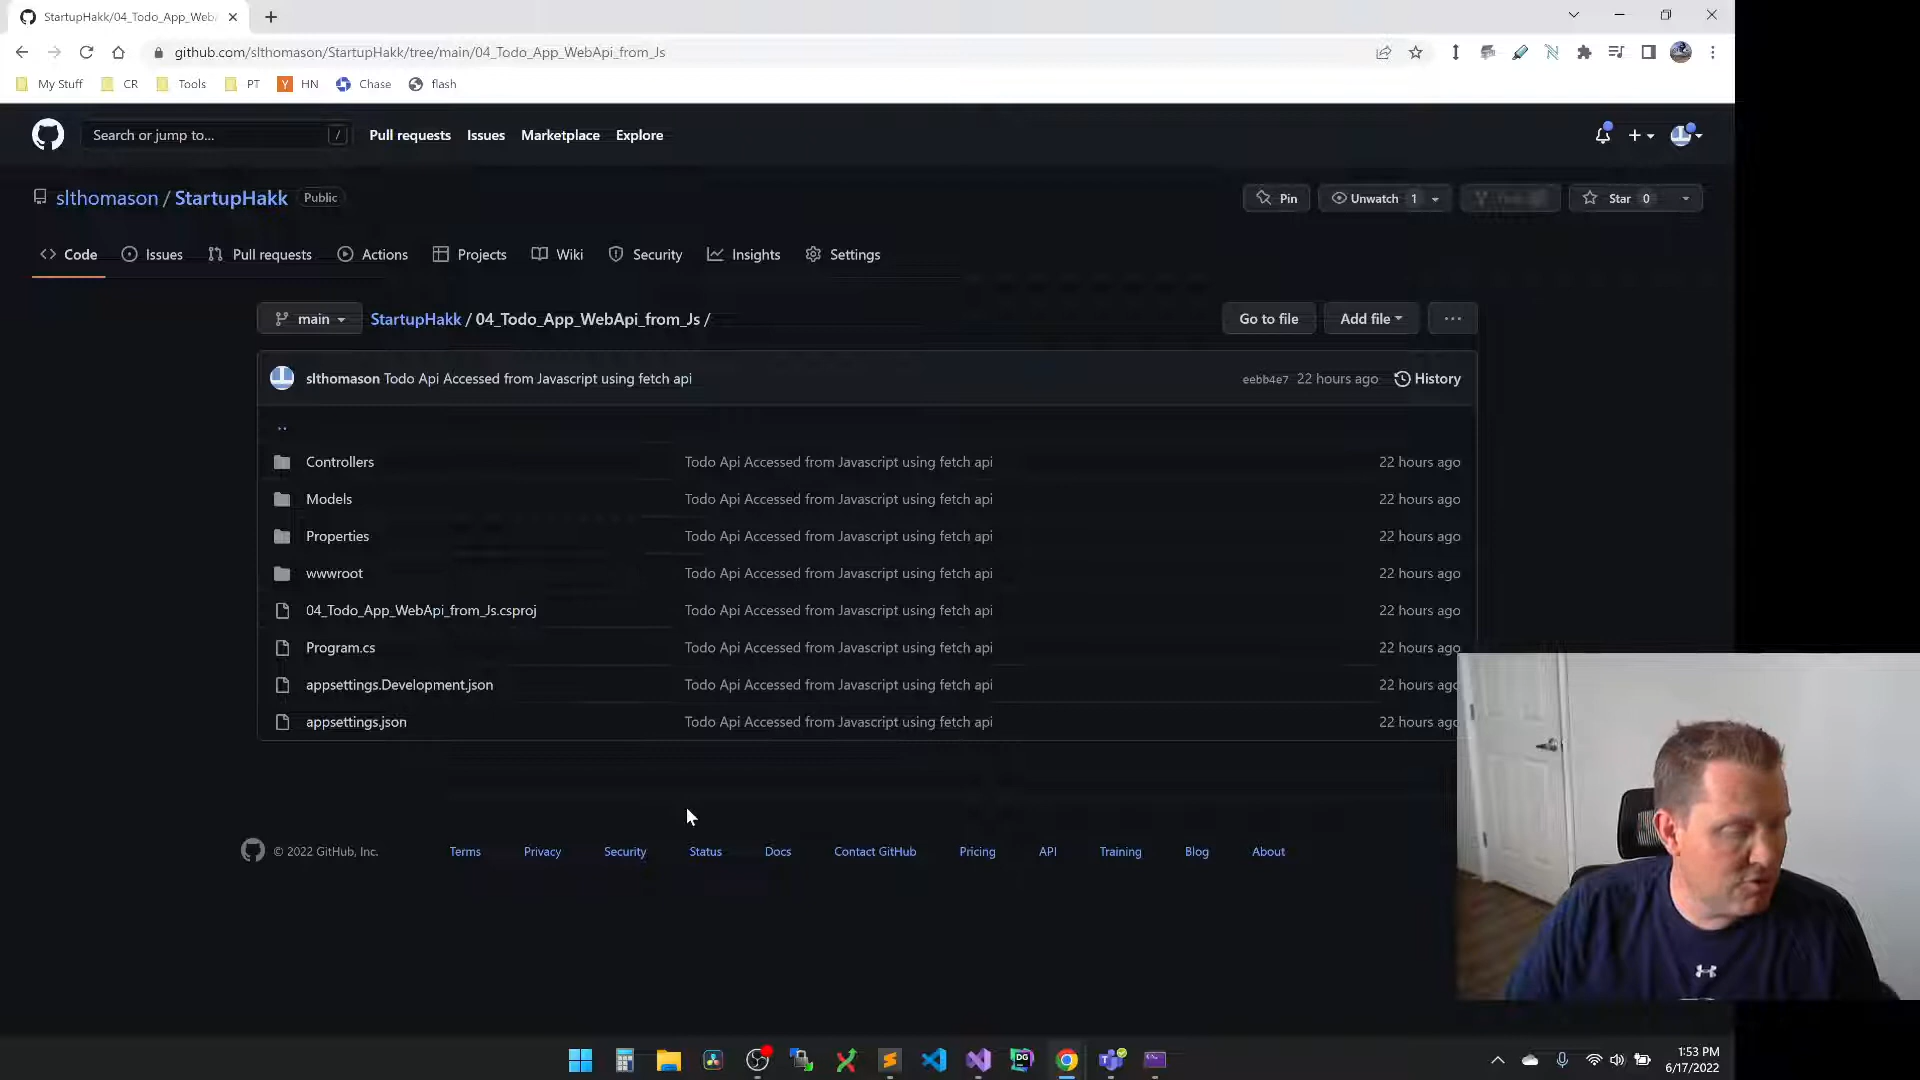 StartupHakk/04_Todo_App_Web
github.com/slthomason/StartupHakk/tree/main/04_Todo_App_WebApi_from_Js
My Stuff CR Tools PT Y HN Chase flash
Search or jump to... / Pull requests Issues Marketplace Explore
slthomason / StartupHakk Public Pin Unwatch 1 Star 0
Code Issues Pull requests Actions Projects Wiki Security Insights Settings
main StartupHakk / 04_Todo_App_WebApi_from_Js / Go to file Add file ...
slthomason Todo Api Accessed from Javascript using fetch api eebb4e7 22 hours ago History
..
Controllers Todo Api Accessed from Javascript using fetch api 22 hours ago
Models Todo Api Accessed from Javascript using fetch api 22 hours ago
Properties Todo Api Accessed from Javascript using fetch api 22 hours ago
wwwroot Todo Api Accessed from Javascript using fetch api 22 hours ago
04_Todo_App_WebApi_from_Js.csproj Todo Api Accessed from Javascript using fetch api 22 hours ago
Program.cs Todo Api Accessed from Javascript using fetch api 22 hours ago
appsettings.Development.json Todo Api Accessed from Javascript using fetch api 22 hours ago
appsettings.json Todo Api Accessed from Javascript using fetch api 22 hours ago
© 2022 GitHub, Inc. Terms Privacy Security Status Docs Contact GitHub Pricing API Training Blog About
DG
1:53 PM
6/17/2022